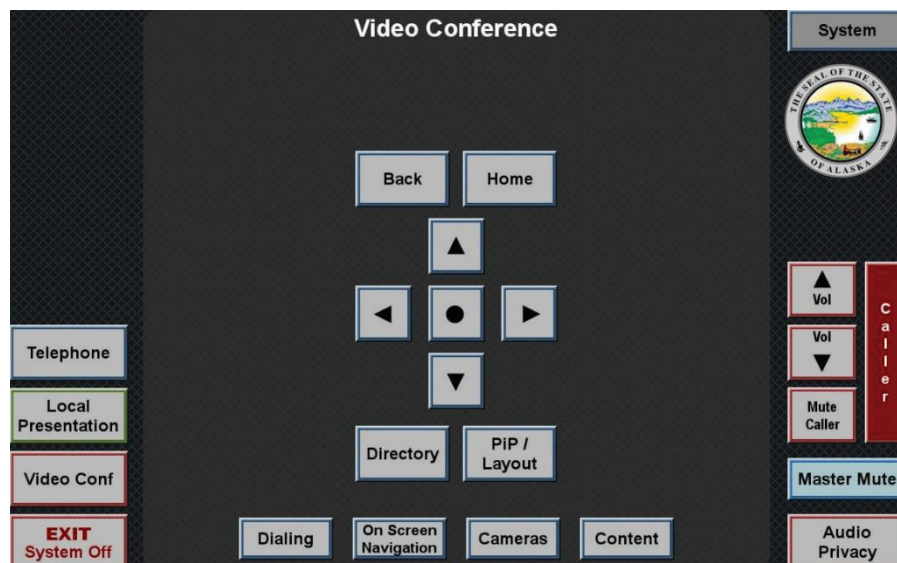 Video Conference
System
THE SEAL OF THE STATE
OF ALASKA
Back
Home
Vol
Vol
Caller
Telephone
Local
Presentation
Mute
Caller
Directory
PiP /
Layout
Video Conf
Master Mute
EXIT
System Off
Dialing
On Screen
Navigation
Cameras
Content
Audio
Privacy